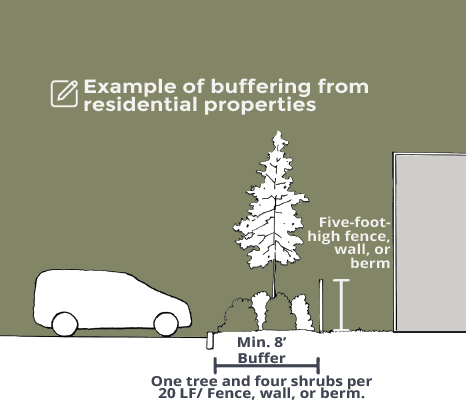 Example of buffering from
residential properties
Five-foot-
high fence,
wall, or
berm
Min. 8’
Buffer
One tree and four shrubs per
20 LF/ Fence, wall, or berm.